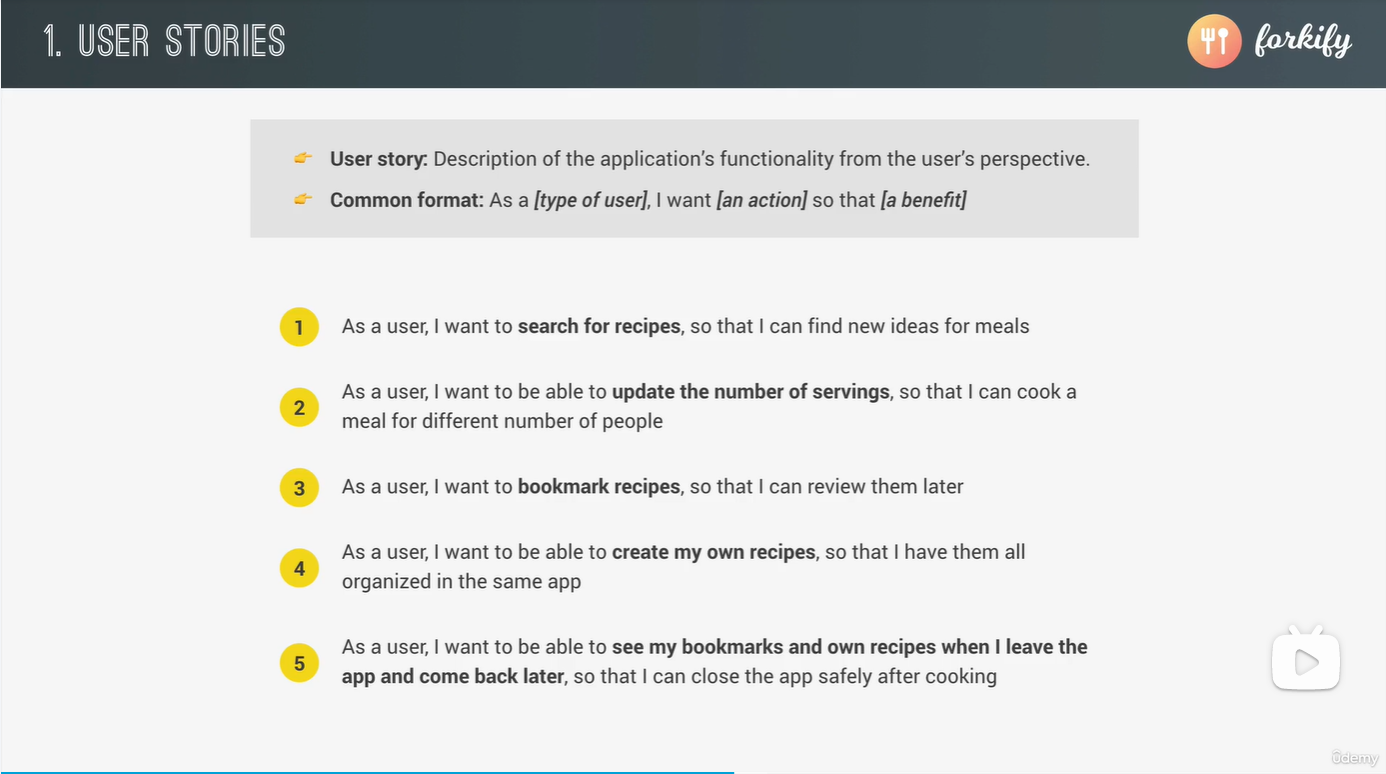 1. USER STORIES
forkify
User story: Description of the application’s functionality from the user’s perspective.
Common format: As a [type of user], I want [an action] so that [a benefit]
1 As a user, I want to search for recipes, so that I can find new ideas for meals
As a user, I want to be able to update the number of servings, so that I can cook a
2 meal for different number of people
3 As a user, I want to bookmark recipes, so that I can review them later
As a user, I want to be able to create my own recipes, so that I have them all
4 organized in the same app
As a user, I want to be able to see my bookmarks and own recipes when I leave the
5 app and come back later, so that I can close the app safely after cooking
ûdemy